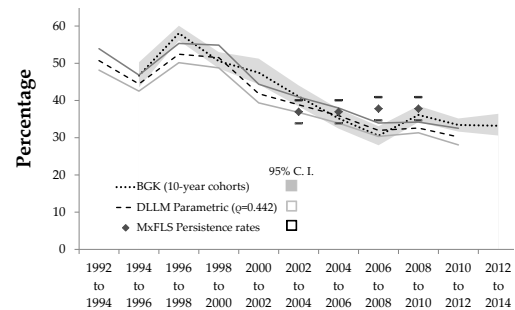 60
50
40
30
20
10
0
Percentage
95% C. I.
BGK (10-year cohorts)
DLLM Parametric (ϱ=0.442)
MxFLS Persistence rates
1992 1994 1996 1998 2000 2002 2004 2006 2008 2010 2012
to to to to to to to to to to to
1994 1996 1998 2000 2002 2004 2006 2008 2010 2012 2014